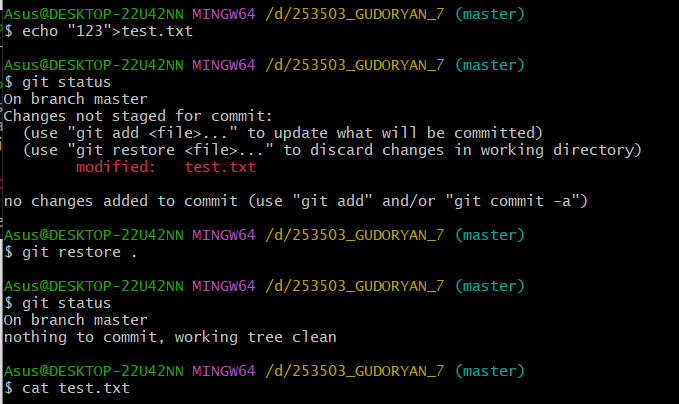 Asus@DESKTOP-22U42NN MINGW64 /d/253503_GUDORYAN_7 (master)
$ echo "123">test.txt
Asus@DESKTOP-22U42NN MINGW64 /d/253503_GUDORYAN_7 (master)
$ git status
On branch master
Changes not staged for commit:
  (use "git add <file>..." to update what will be committed)
  (use "git restore <file>..." to discard changes in working directory)
        modified:   test.txt
no changes added to commit (use "git add" and/or "git commit -a")
Asus@DESKTOP-22U42NN MINGW64 /d/253503_GUDORYAN_7 (master)
$ git restore .
Asus@DESKTOP-22U42NN MINGW64 /d/253503_GUDORYAN_7 (master)
$ git status
On branch master
nothing to commit, working tree clean
Asus@DESKTOP-22U42NN MINGW64 /d/253503_GUDORYAN_7 (master)
$ cat test.txt